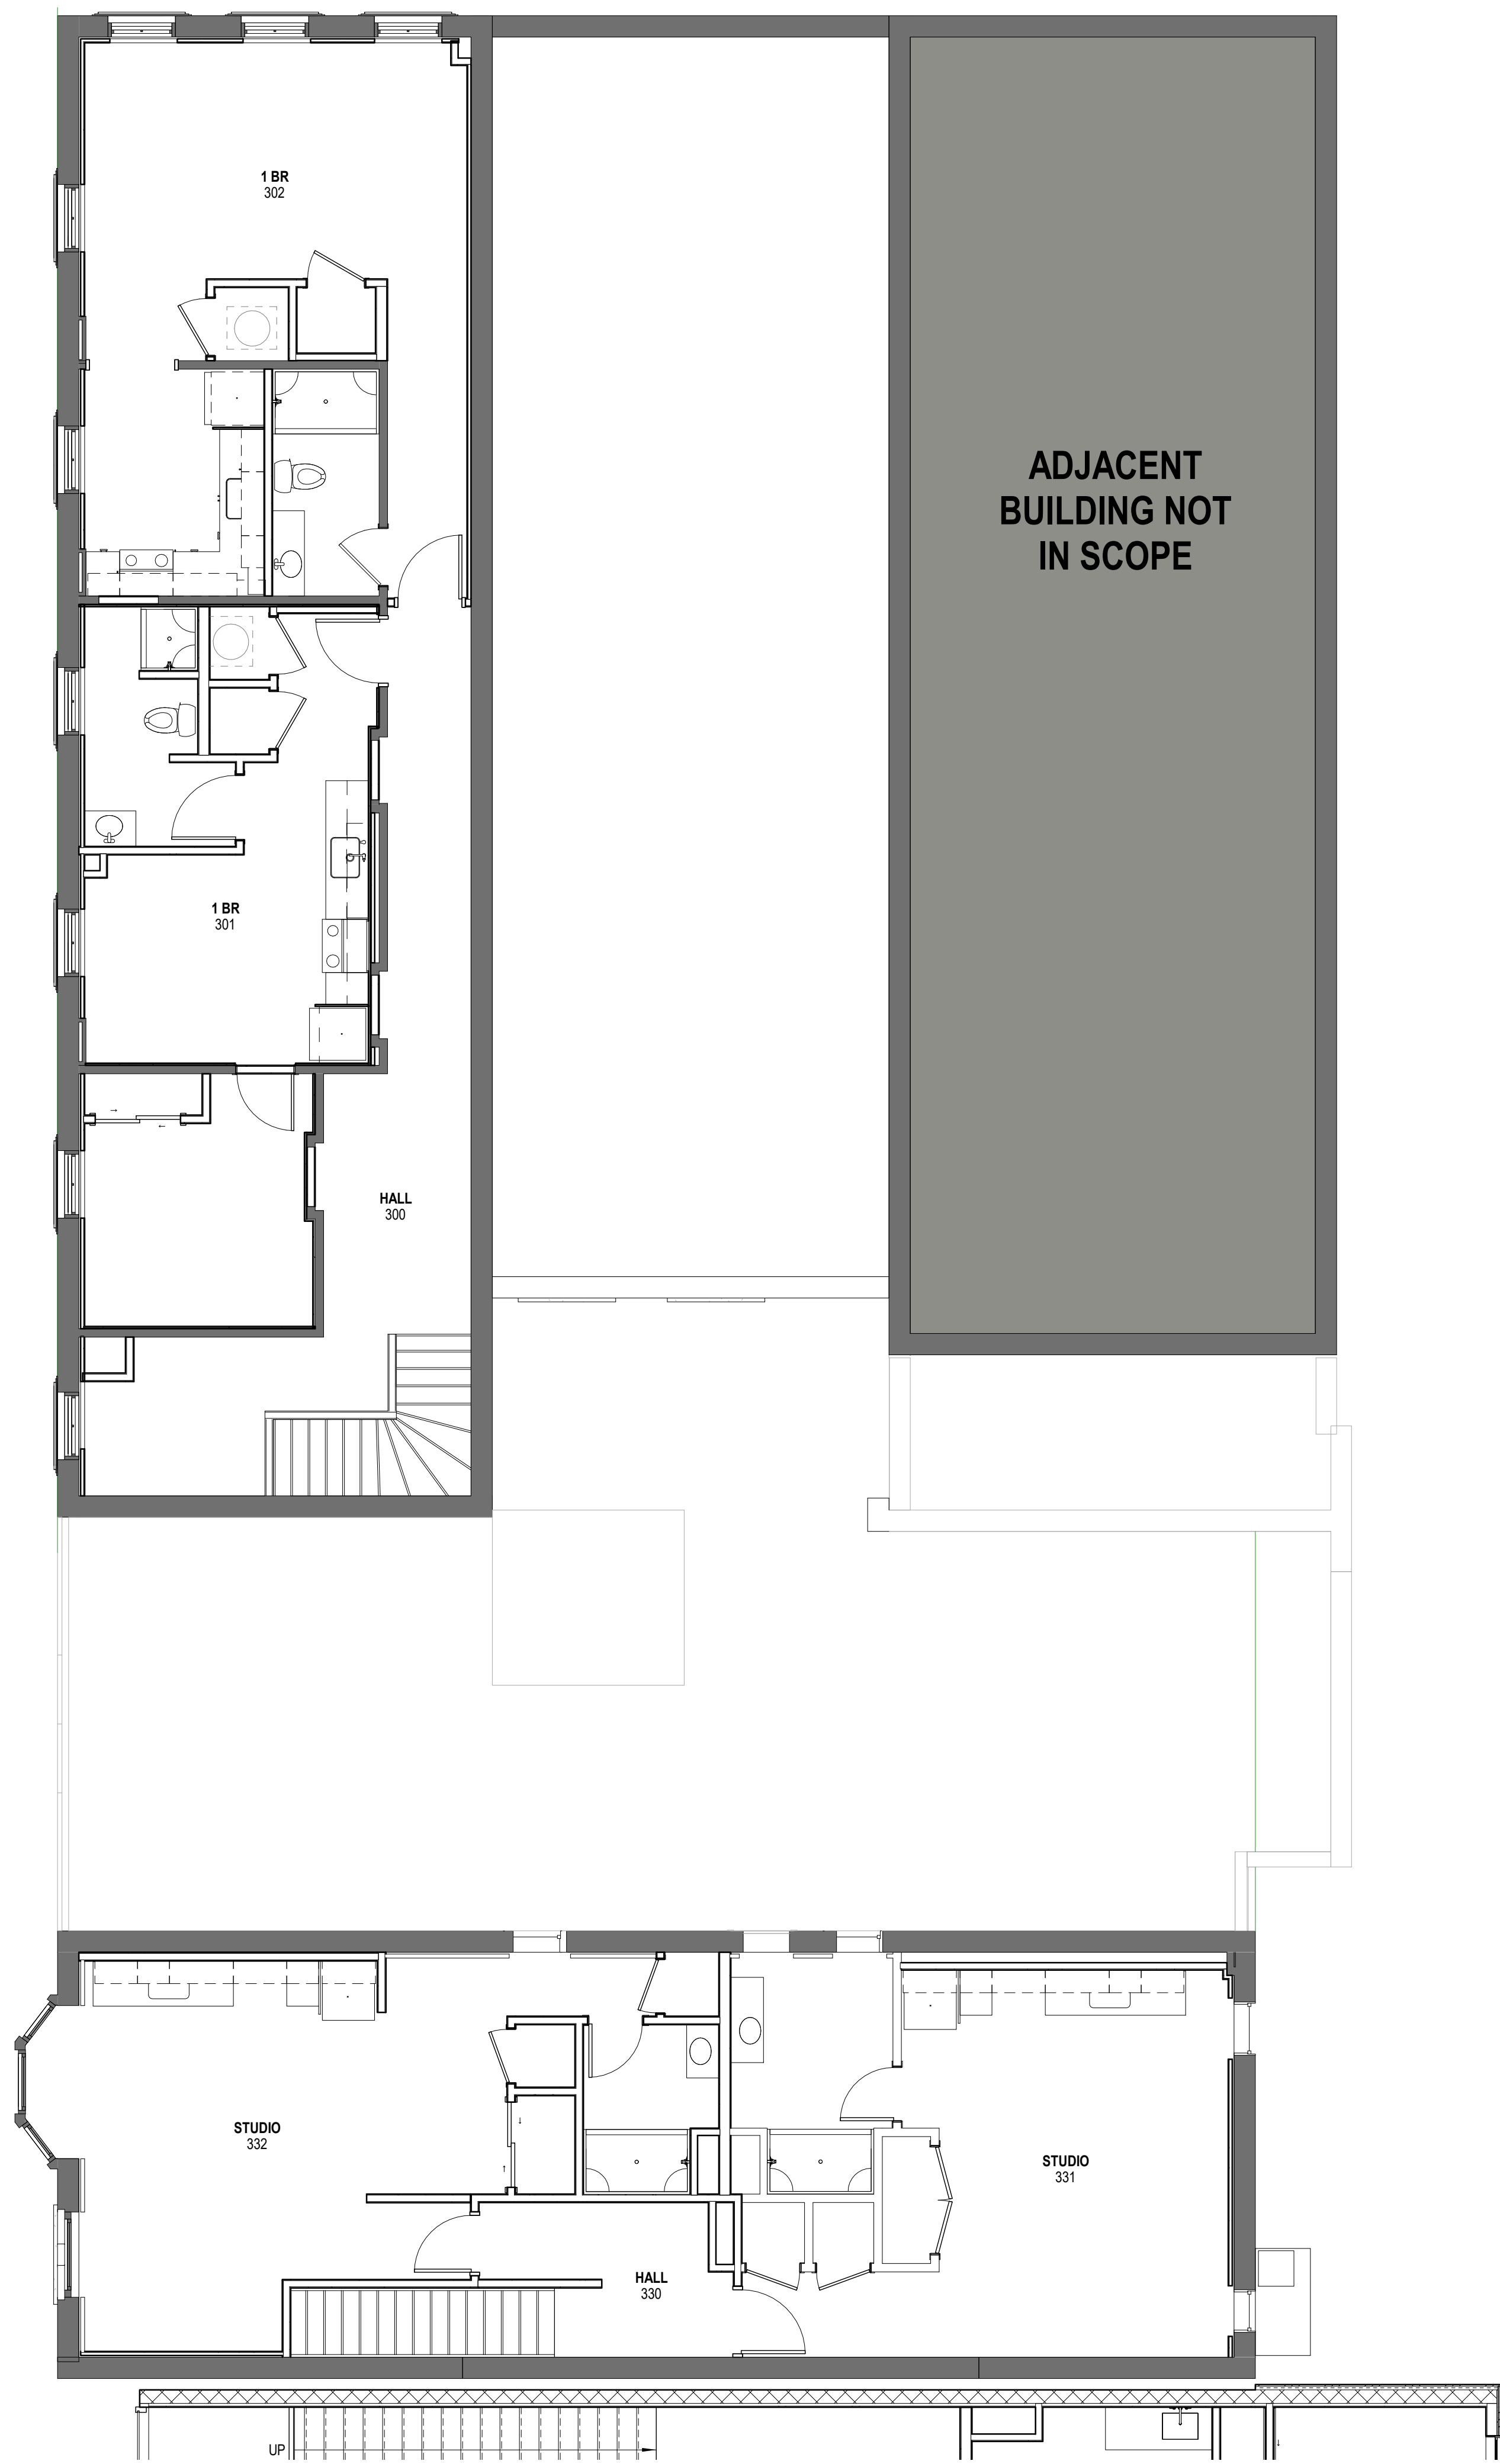 1 BR
302
ADJACENT
BUILDING NOT
IN SCOPE
1 BR
301
HALL
300
STUDIO
332
STUDIO
331
HALL
330
UP